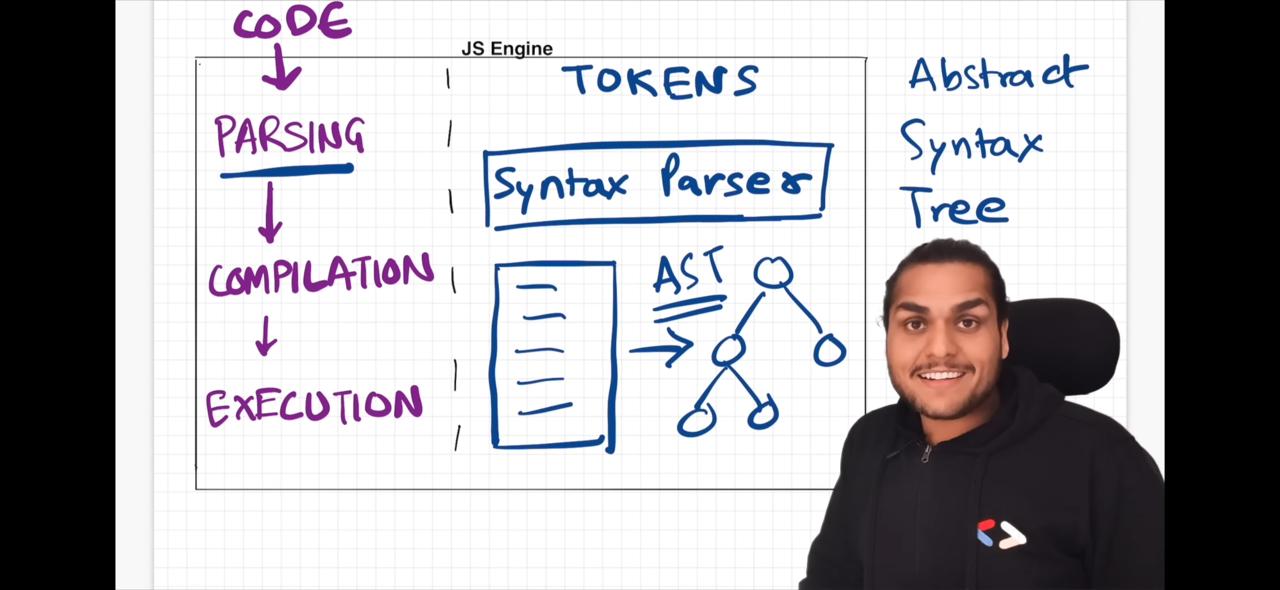 CODE
JS Engine
PARSING
COMPILATION
EXECUTION
TOKENS
Syntax Parser
AST
Abstract
Syntax
Tree